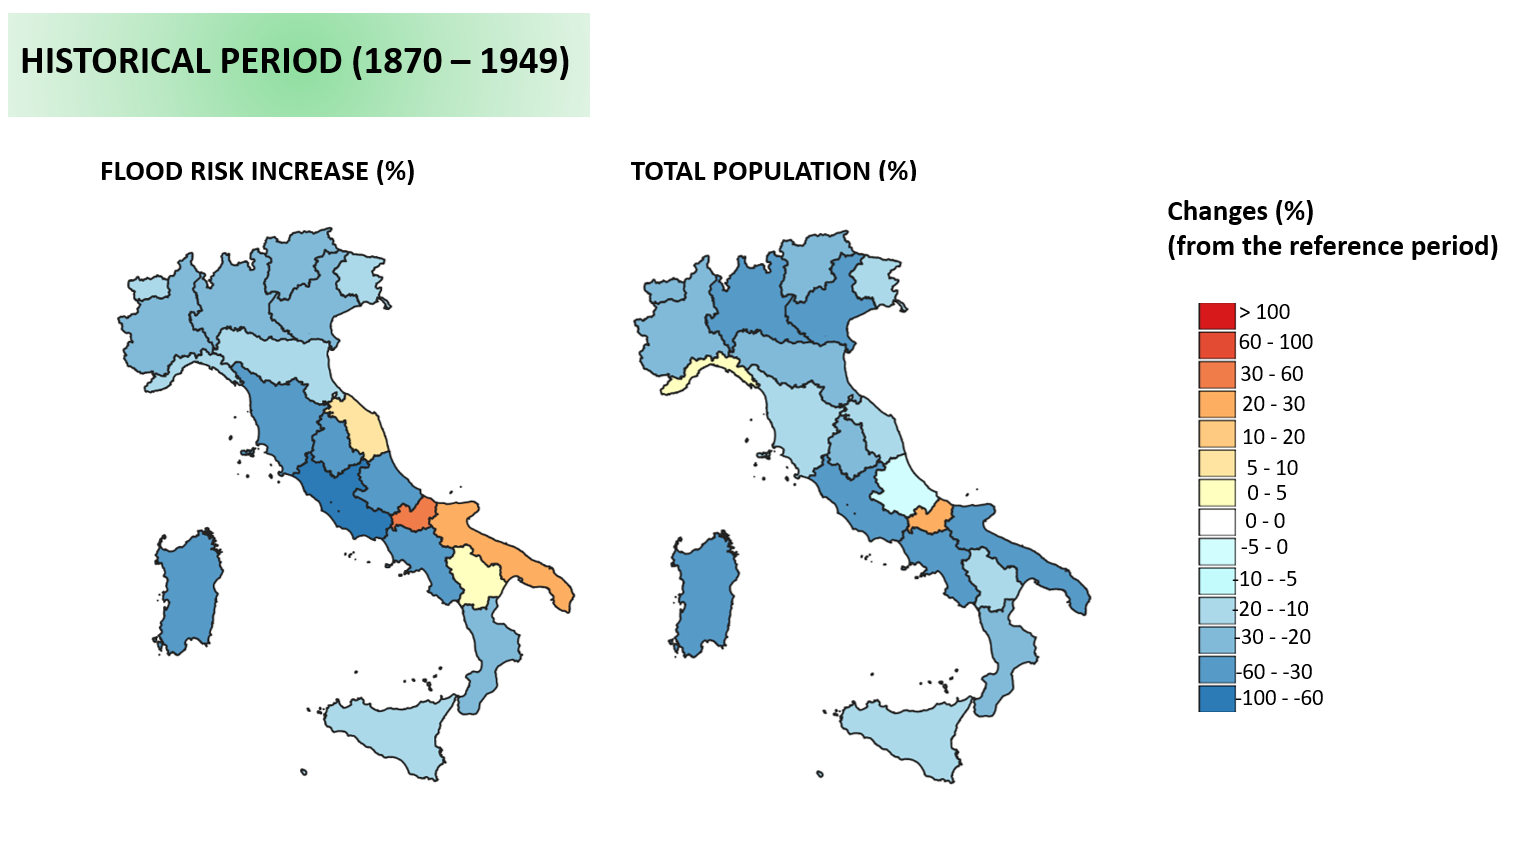 HISTORICAL PERIOD (1870 – 1949)
FLOOD RISK INCREASE (%)
TOTAL POPULATION (%)
Changes (%)
(from the reference period)
> 100
60 - 100
30 - 60
20 - 30
10 - 20
5 - 10
0 - 5
0 - 0
-5 - 0
-10 - -5
-20 - -10
-30 - -20
-60 - -30
-100 - -60